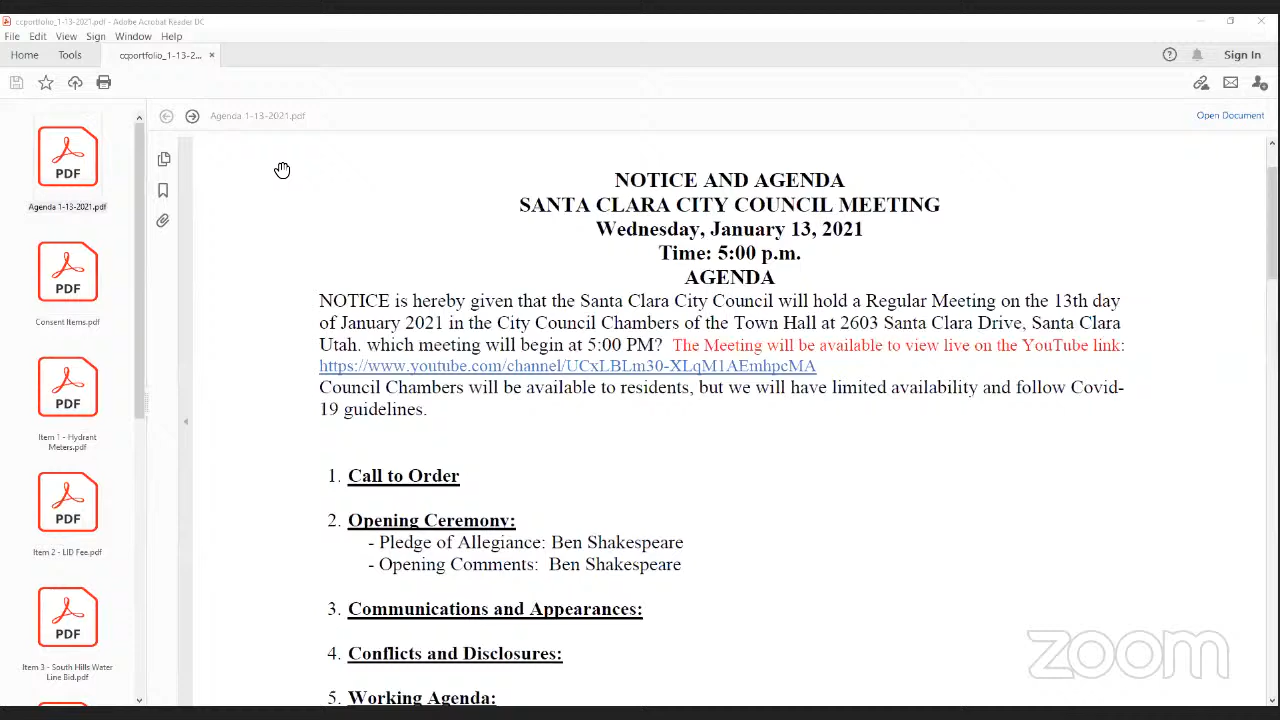 ccportfolio_1-13-2021.pdf - Adobe Acrobat Reader DC
File Edit View Sign Window Help
Home Tools ccportfolio_1-13-2... × Sign In
Agenda 1-13-2021.pdf Open Document
PDF
Agenda 1-13-2021.pdf
PDF
Consent Items.pdf
PDF
Item 1 - Hydrant
Meters.pdf
PDF
Item 2 - LID Fee.pdf
PDF
Item 3 - South Hills Water
Line Bid.pdf
NOTICE AND AGENDA
SANTA CLARA CITY COUNCIL MEETING
Wednesday, January 13, 2021
Time: 5:00 p.m.
AGENDA
NOTICE is hereby given that the Santa Clara City Council will hold a Regular Meeting on the 13th day
of January 2021 in the City Council Chambers of the Town Hall at 2603 Santa Clara Drive, Santa Clara
Utah. which meeting will begin at 5:00 PM? The Meeting will be available to view live on the YouTube link:
https://www.youtube.com/channel/UCxLBLm30-XLqM1AEmhpcMA
Council Chambers will be available to residents, but we will have limited availability and follow Covid-
19 guidelines.
1. Call to Order
2. Opening Ceremony:
- Pledge of Allegiance: Ben Shakespeare
- Opening Comments: Ben Shakespeare
3. Communications and Appearances:
4. Conflicts and Disclosures:
5. Working Agenda:
zoom